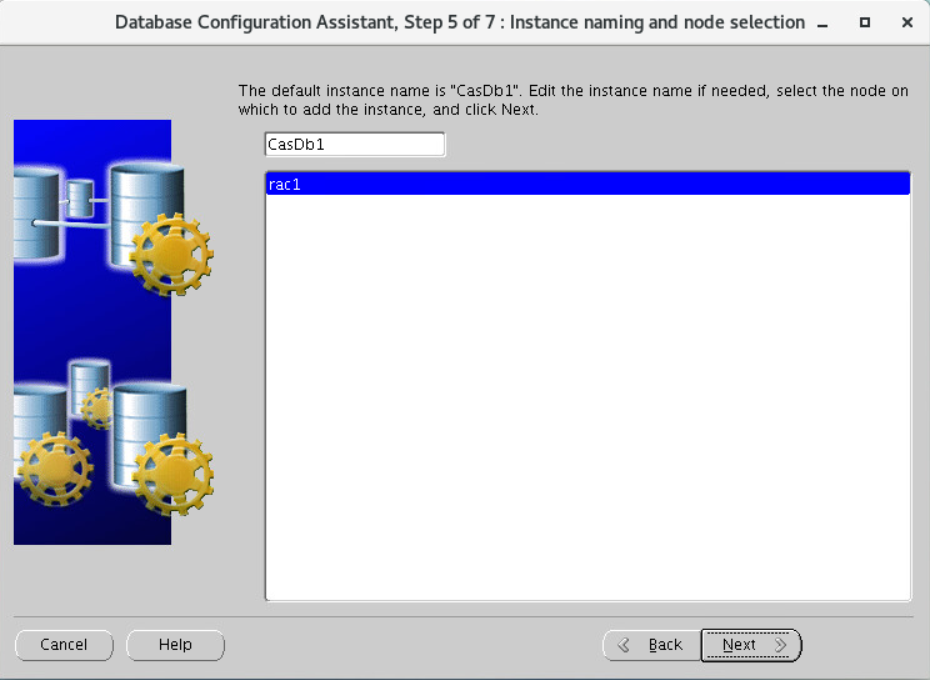 Database Configuration Assistant, Step 5 of 7 : Instance naming and node selection
The default instance name is "CasDb1". Edit the instance name if needed, select the node on
which to add the instance, and click Next.
CasDb1
rac1
Cancel
Help
Back
Next